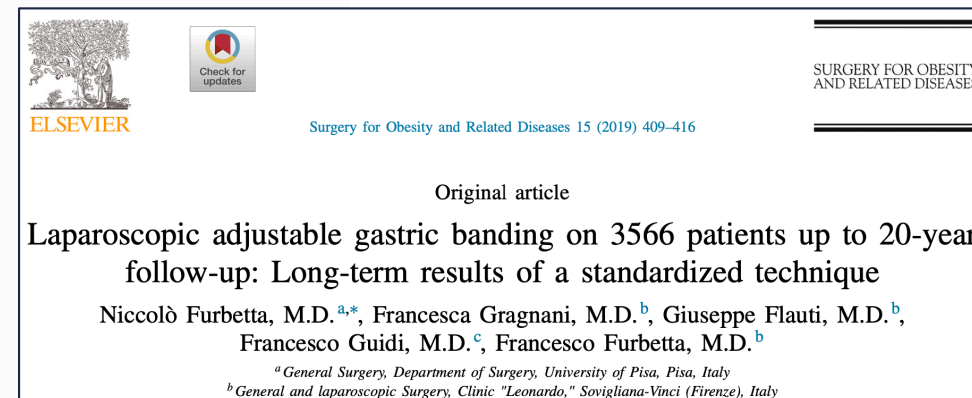 Check for
updates
ELSEVIER
SURGERY FOR OBESITY
AND RELATED DISEASES
Surgery for Obesity and Related Diseases 15 (2019) 409–416
Original article
Laparoscopic adjustable gastric banding on 3566 patients up to 20-year
follow-up: Long-term results of a standardized technique
Niccolò Furbetta, M.D. a,*, Francesca Gragnani, M.D. b, Giuseppe Flauti, M.D. b,
Francesco Guidi, M.D. c, Francesco Furbetta, M.D. b
a General Surgery, Department of Surgery, University of Pisa, Pisa, Italy
b General and laparoscopic Surgery, Clinic "Leonardo," Sovigliana-Vinci (Firenze), Italy